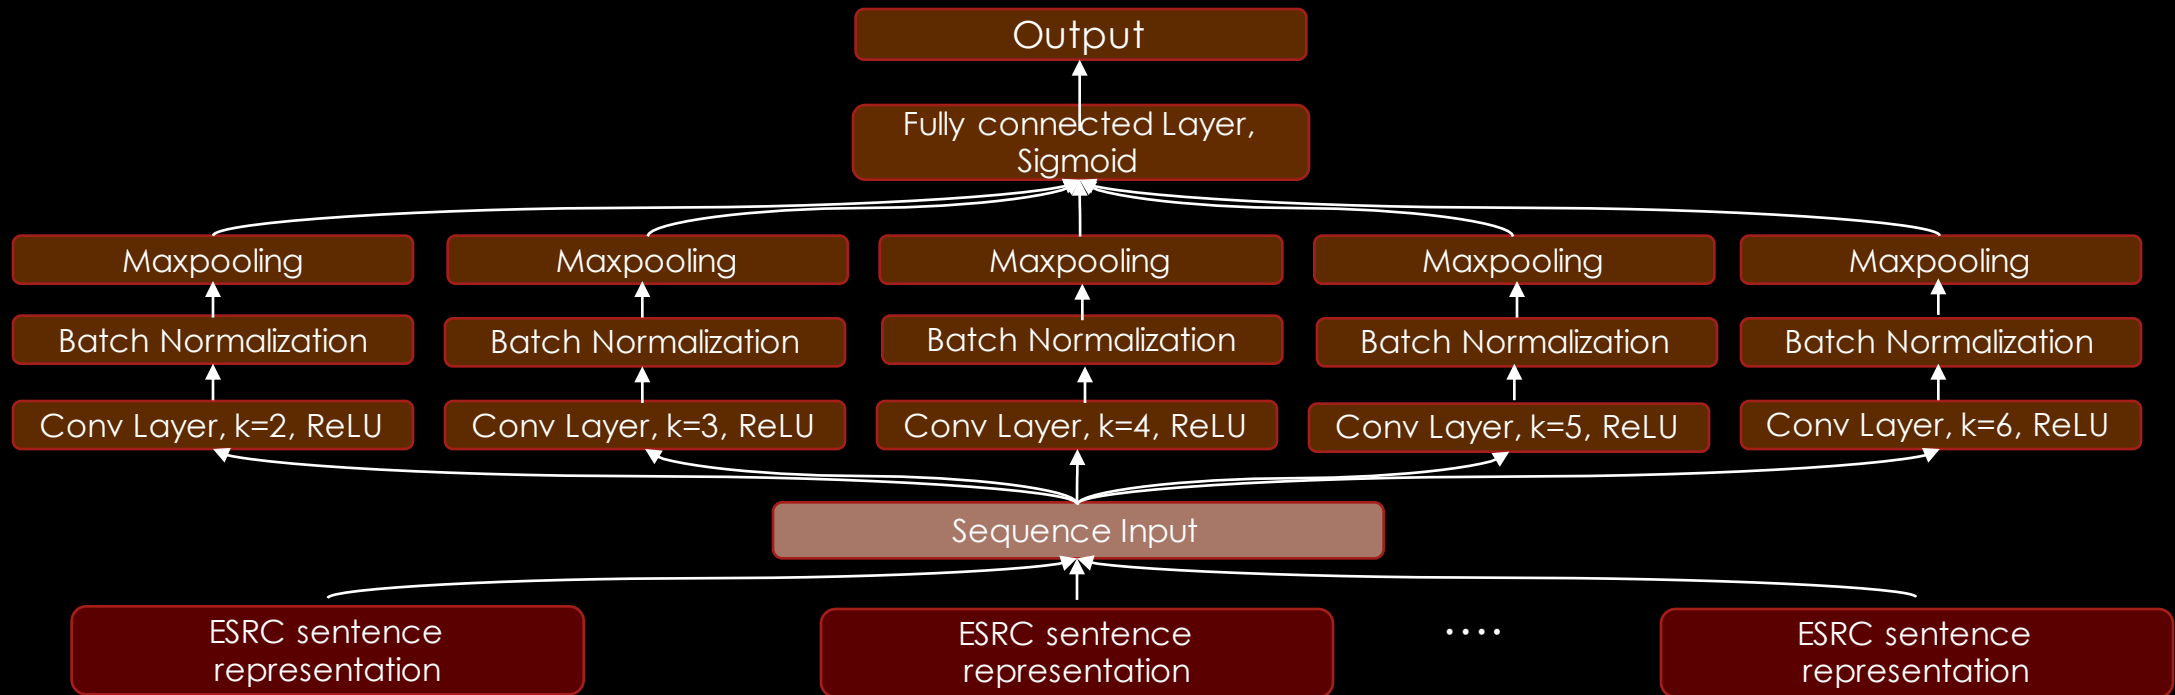 Output
Fully connected Layer,
Sigmoid
Maxpooling
Maxpooling
Maxpooling
Maxpooling
Maxpooling
Batch Normalization
Batch Normalization
Batch Normalization
Batch Normalization
Batch Normalization
Conv Layer, k=2, ReLU
Conv Layer, k=3, ReLU
Conv Layer, k=4, ReLU
Conv Layer, k=5, ReLU
Conv Layer, k=6, ReLU
Sequence Input
ESRC sentence
representation
ESRC sentence
representation
....
ESRC sentence
representation